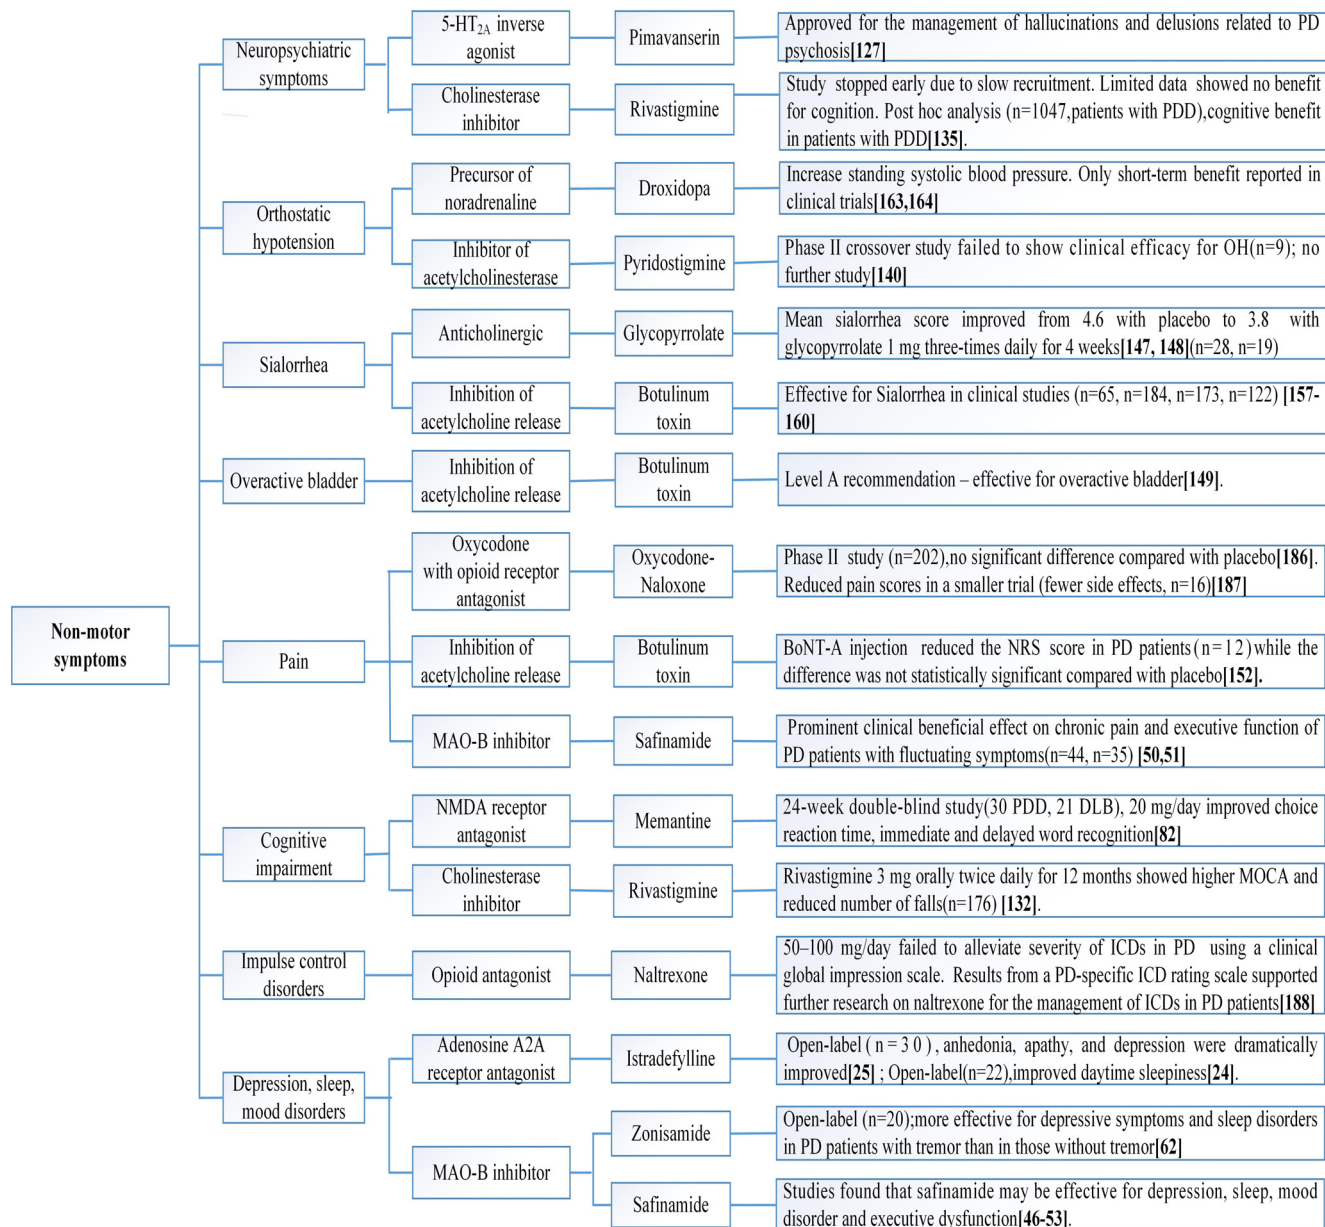 Non-motor
symptoms
Neuropsychiatric
symptoms
5-HT2A inverse
agonist
Pimavanserin
Approved for the management of hallucinations and delusions related to PD
psychosis[127]
Cholinesterase
inhibitor
Rivastigmine
Study stopped early due to slow recruitment. Limited data showed no benefit
for cognition. Post hoc analysis (n=1047,patients with PDD),cognitive benefit
in patients with PDD[135].
Orthostatic
hypotension
Precursor of
noradrenaline
Droxidopa
Increase standing systolic blood pressure. Only short-term benefit reported in
clinical trials[163,164]
Inhibitor of
acetylcholinesterase
Pyridostigmine
Phase II crossover study failed to show clinical efficacy for OH(n=9); no
further study[140]
Sialorrhea
Anticholinergic
Glycopyrrolate
Mean sialorrhea score improved from 4.6 with placebo to 3.8 with
glycopyrrolate 1 mg three-times daily for 4 weeks[147, 148](n=28, n=19)
Inhibition of
acetylcholine release
Botulinum
toxin
Effective for Sialorrhea in clinical studies (n=65, n=184, n=173, n=122) [157-
160]
Overactive bladder
Inhibition of
acetylcholine release
Botulinum
toxin
Level A recommendation – effective for overactive bladder[149].
Pain
Oxycodone
with opioid receptor
antagonist
Oxycodone-
Naloxone
Phase II study (n=202),no significant difference compared with placebo[186].
Reduced pain scores in a smaller trial (fewer side effects, n=16)[187]
Inhibition of
acetylcholine release
Botulinum
toxin
BoNT-A injection reduced the NRS score in PD patients(n=12)while the
difference was not statistically significant compared with placebo[152].
MAO-B inhibitor
Safinamide
Prominent clinical beneficial effect on chronic pain and executive function of
PD patients with fluctuating symptoms(n=44, n=35) [50,51]
Cognitive
impairment
NMDA receptor
antagonist
Memantine
24-week double-blind study(30 PDD, 21 DLB), 20 mg/day improved choice
reaction time, immediate and delayed word recognition[82]
Cholinesterase
inhibitor
Rivastigmine
Rivastigmine 3 mg orally twice daily for 12 months showed higher MOCA and
reduced number of falls(n=176) [132].
Impulse control
disorders
Opioid antagonist
Naltrexone
50–100 mg/day failed to alleviate severity of ICDs in PD using a clinical
global impression scale. Results from a PD-specific ICD rating scale supported
further research on naltrexone for the management of ICDs in PD patients[188]
Depression, sleep,
mood disorders
Adenosine A2A
receptor antagonist
Istradefylline
Open-label(n=30), anhedonia, apathy, and depression were dramatically
improved[25] ; Open-label(n=22),improved daytime sleepiness[24].
MAO-B inhibitor
Zonisamide
Open-label (n=20);more effective for depressive symptoms and sleep disorders
in PD patients with tremor than in those without tremor[62]
Safinamide
Studies found that safinamide may be effective for depression, sleep, mood
disorder and executive dysfunction[46-53].